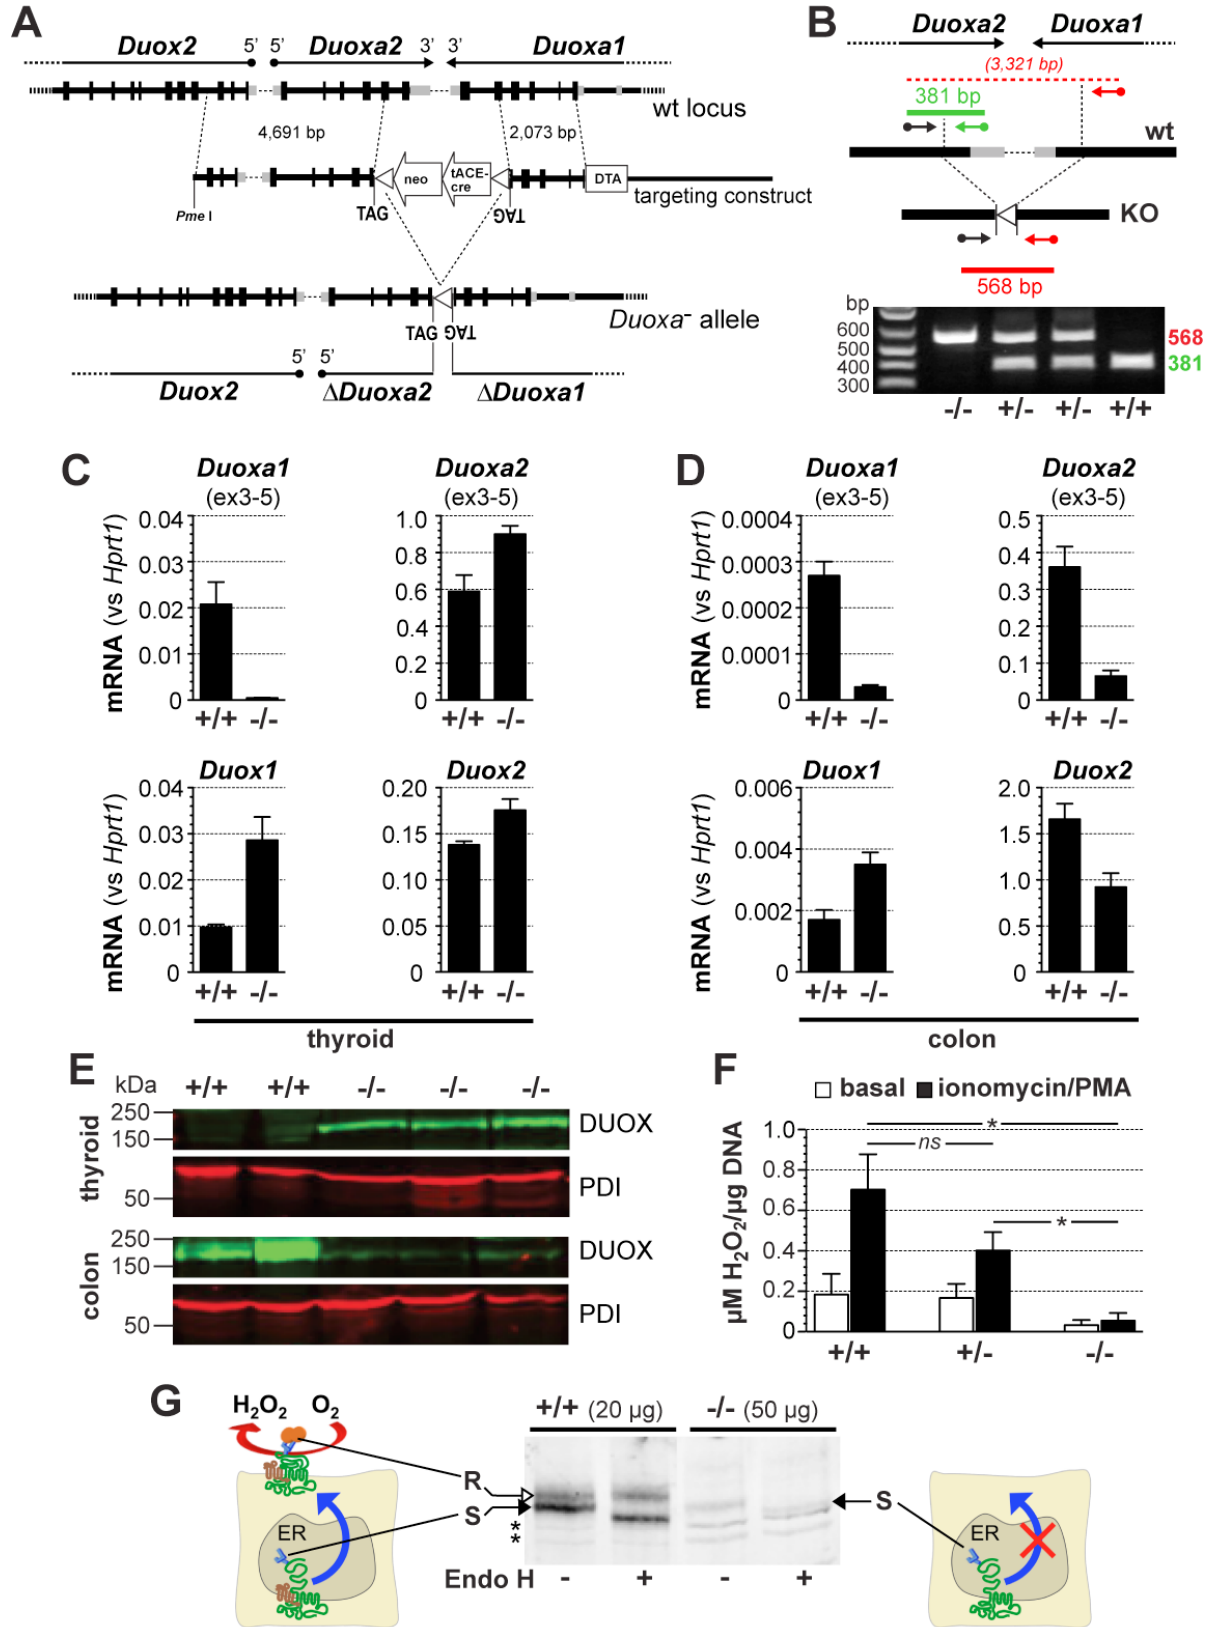 A
Duox2 5’ 5’ Duoxa2 3’ 3’ Duoxa1
wt locus
4,691 bp 2,073 bp
neo tACE-cre DTA
targeting construct
Pme I TAG TAG
Duoxa- allele
TAG TAG
5’ 5’
Duox2 ΔDuoxa2 ΔDuoxa1
B
Duoxa2 Duoxa1
(3,321 bp)
381 bp
wt
KO
568 bp
bp
600
500
400
300
568
381
-/- +/- +/- +/+
C
Duoxa1 (ex3-5)
mRNA (vs Hprt1)
0.04
0.03
0.02
0.01
0
+/+ -/-
Duoxa2 (ex3-5)
1.0
0.8
0.6
0.4
0.2
0
+/+ -/-
Duox1
mRNA (vs Hprt1)
0.04
0.03
0.02
0.01
0
+/+ -/-
Duox2
0.20
0.15
0.10
0.05
0
+/+ -/-
thyroid
D
Duoxa1 (ex3-5)
mRNA (vs Hprt1)
0.0004
0.0003
0.0002
0.0001
0
+/+ -/-
Duoxa2 (ex3-5)
0.5
0.4
0.3
0.2
0.1
0
+/+ -/-
Duox1
mRNA (vs Hprt1)
0.006
0.004
0.002
0
+/+ -/-
Duox2
2.0
1.5
1.0
0.5
0
+/+ -/-
colon
E
kDa +/+ +/+ -/- -/- -/-
thyroid
250
150
DUOX
50
PDI
colon
250
150
DUOX
50
PDI
F
basal ionomycin/PMA
µM H2O2/µg DNA
1.0
0.8
0.6
0.4
0.2
0
*
ns
*
+/+ +/- -/-
G
H2O2 O2
ER
R
S
*
*
+/+ (20 µg) -/- (50 µg)
Endo H - + - +
S
ER